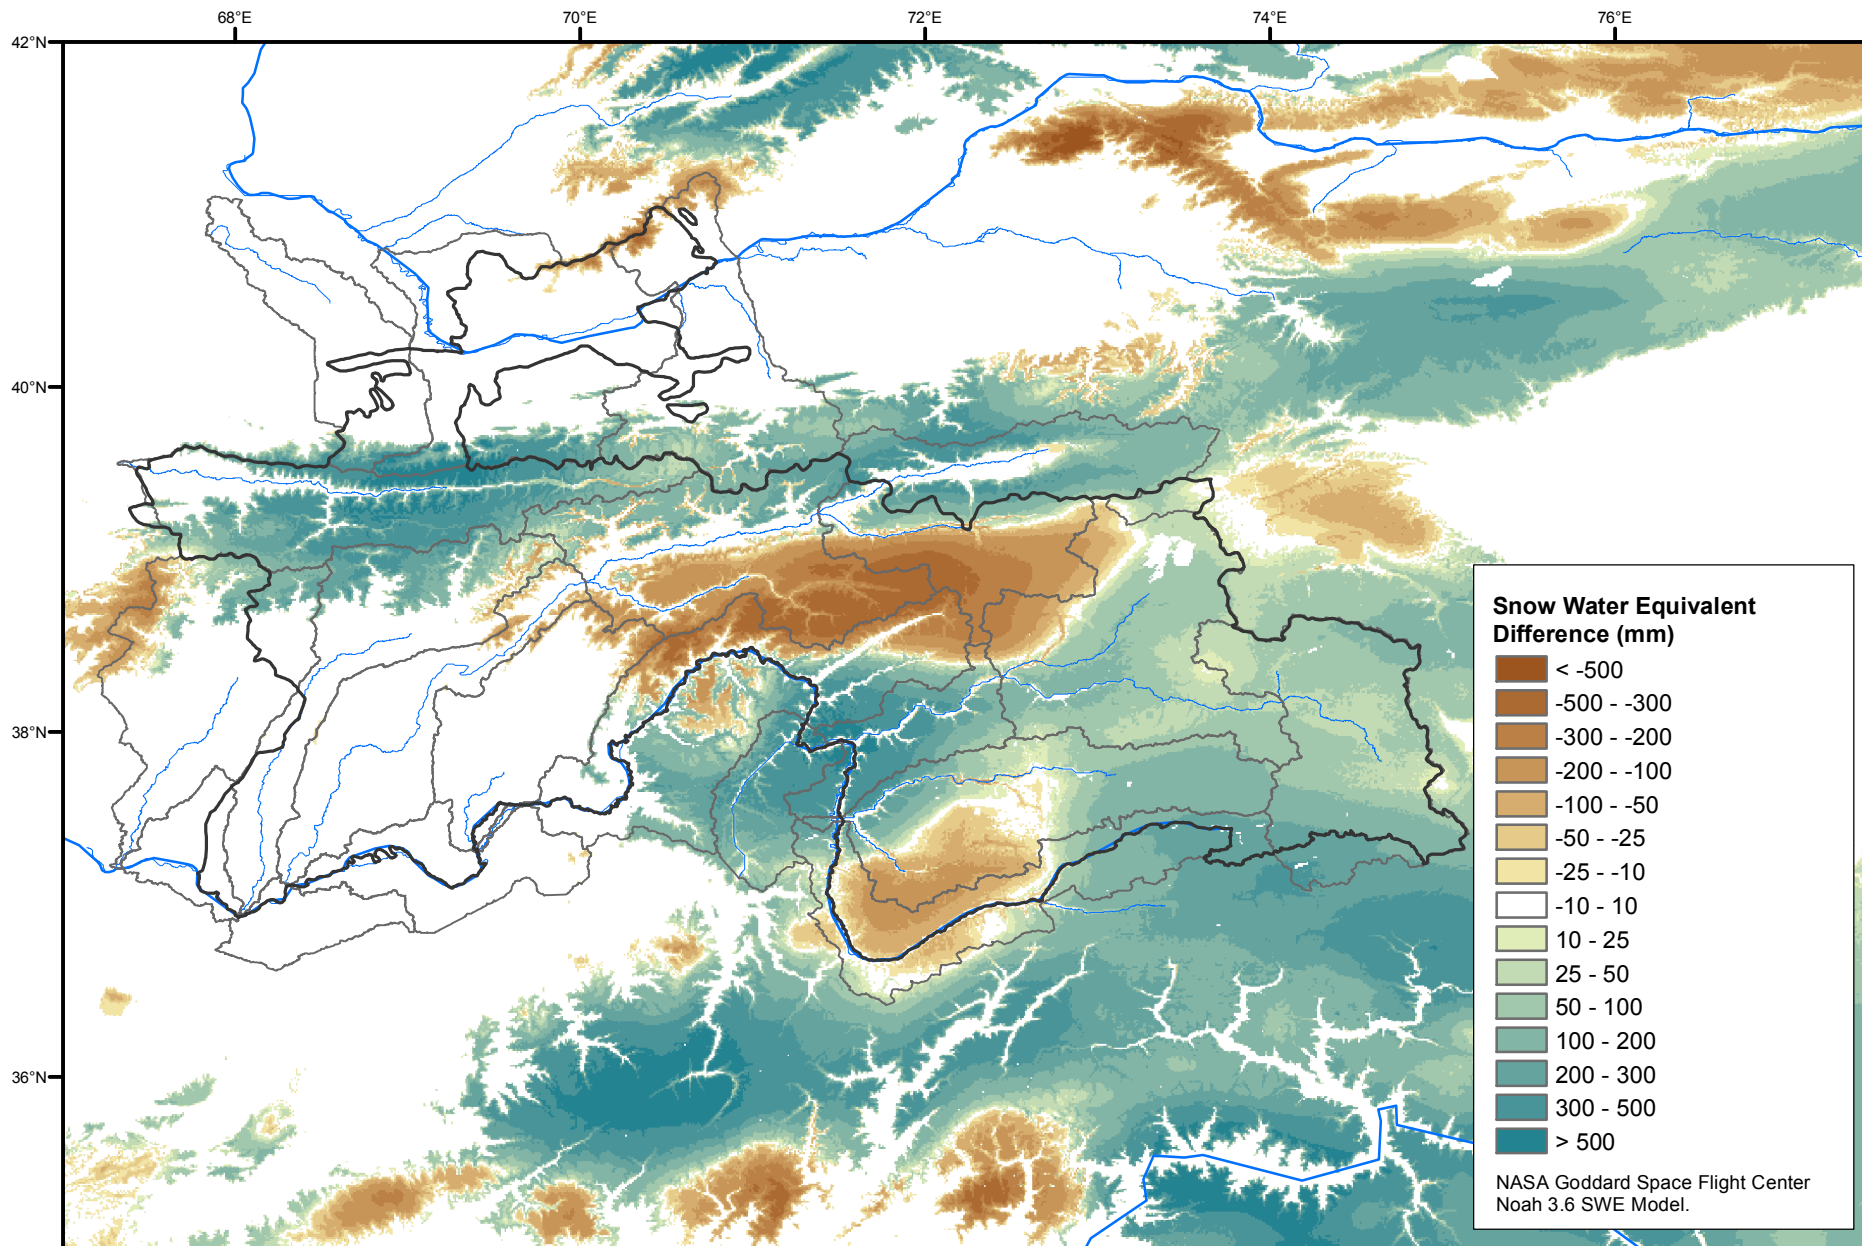 68°E 70°E 72°E 74°E 76°E
42°N
40°N
38°N
36°N
Snow Water Equivalent
Difference (mm)
< -500
-500 - -300
-300 - -200
-200 - -100
-100 - -50
-50 - -25
-25 - -10
-10 - 10
10 - 25
25 - 50
50 - 100
100 - 200
200 - 300
300 - 500
> 500
NASA Goddard Space Flight Center
Noah 3.6 SWE Model.